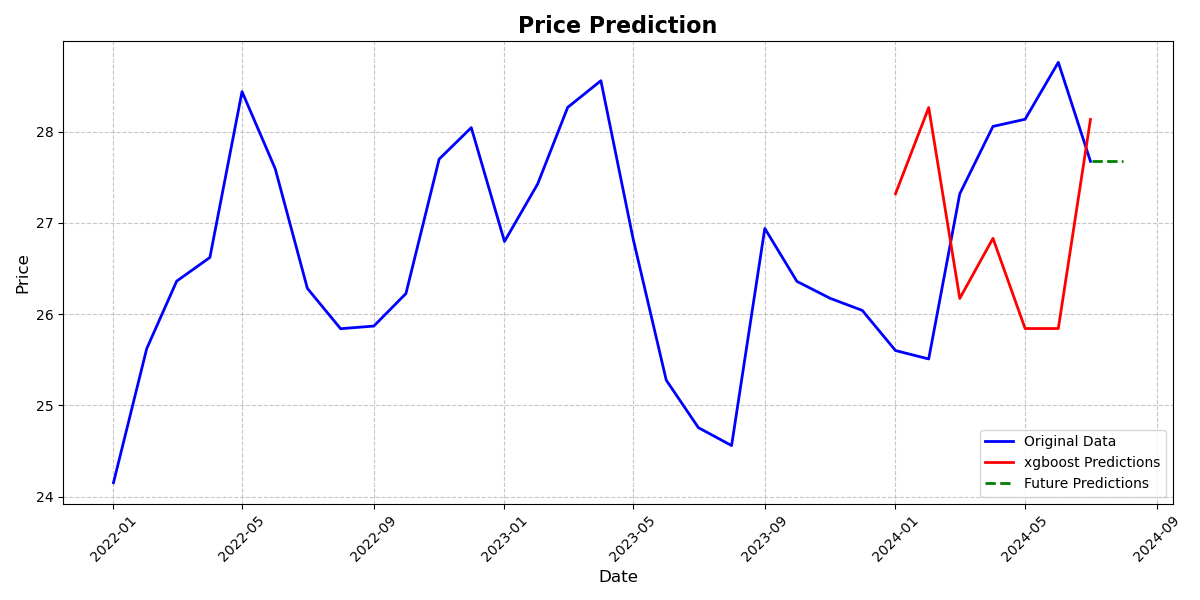 Price Prediction
Price
28
27
26
25
24
2022-01
2022-05
2022-09
2023-01
2023-05
2023-09
2024-01
2024-05
2024-09
Date
Original Data
xgboost Predictions
Future Predictions